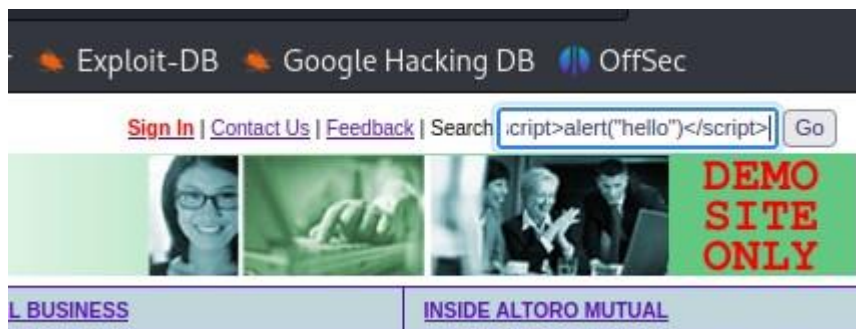 Exploit-DB Google Hacking DB OffSec
Sign In | Contact Us | Feedback | Search cript>alert("hello")</script> Go
DEMO
SITE
ONLY
L BUSINESS INSIDE ALTORO MUTUAL